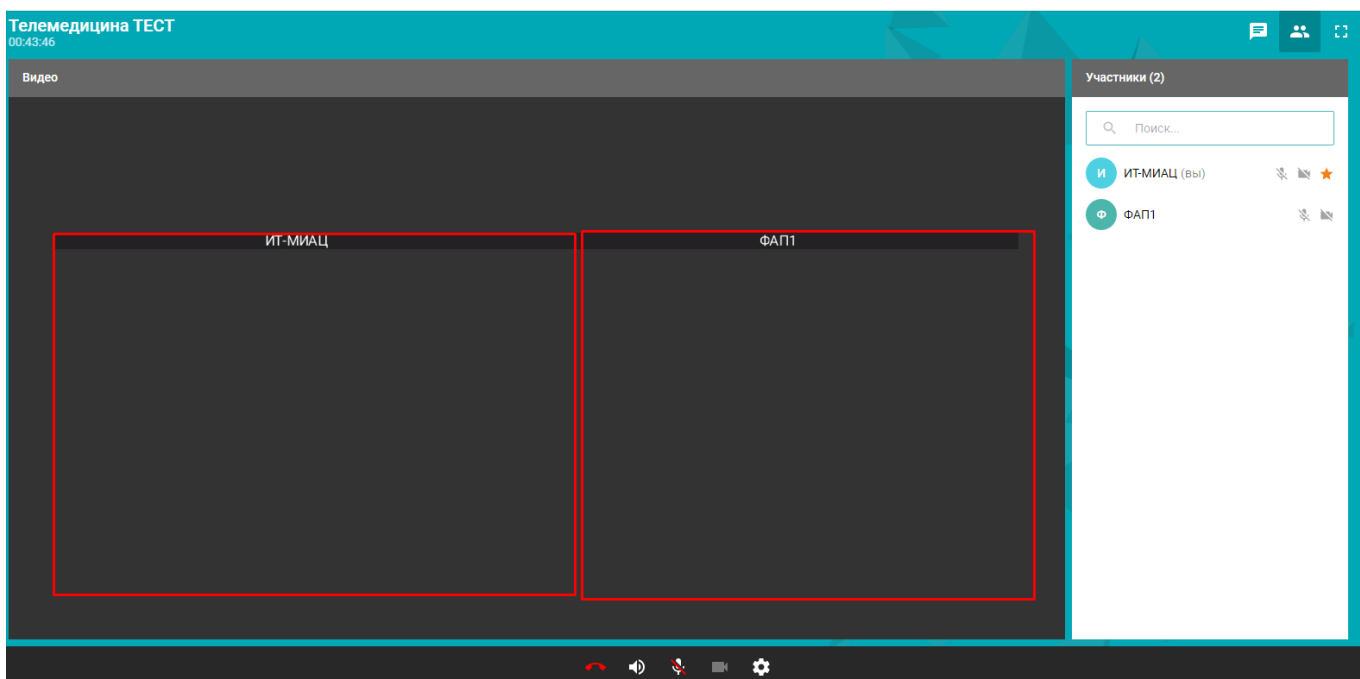 Телемедицина ТЕСТ
00:43:46
Видео
ИТ-МИАЦ
ФАП1
Участники (2)
Поиск...
И ИТ-МИАЦ (вы)
Ф ФАП1